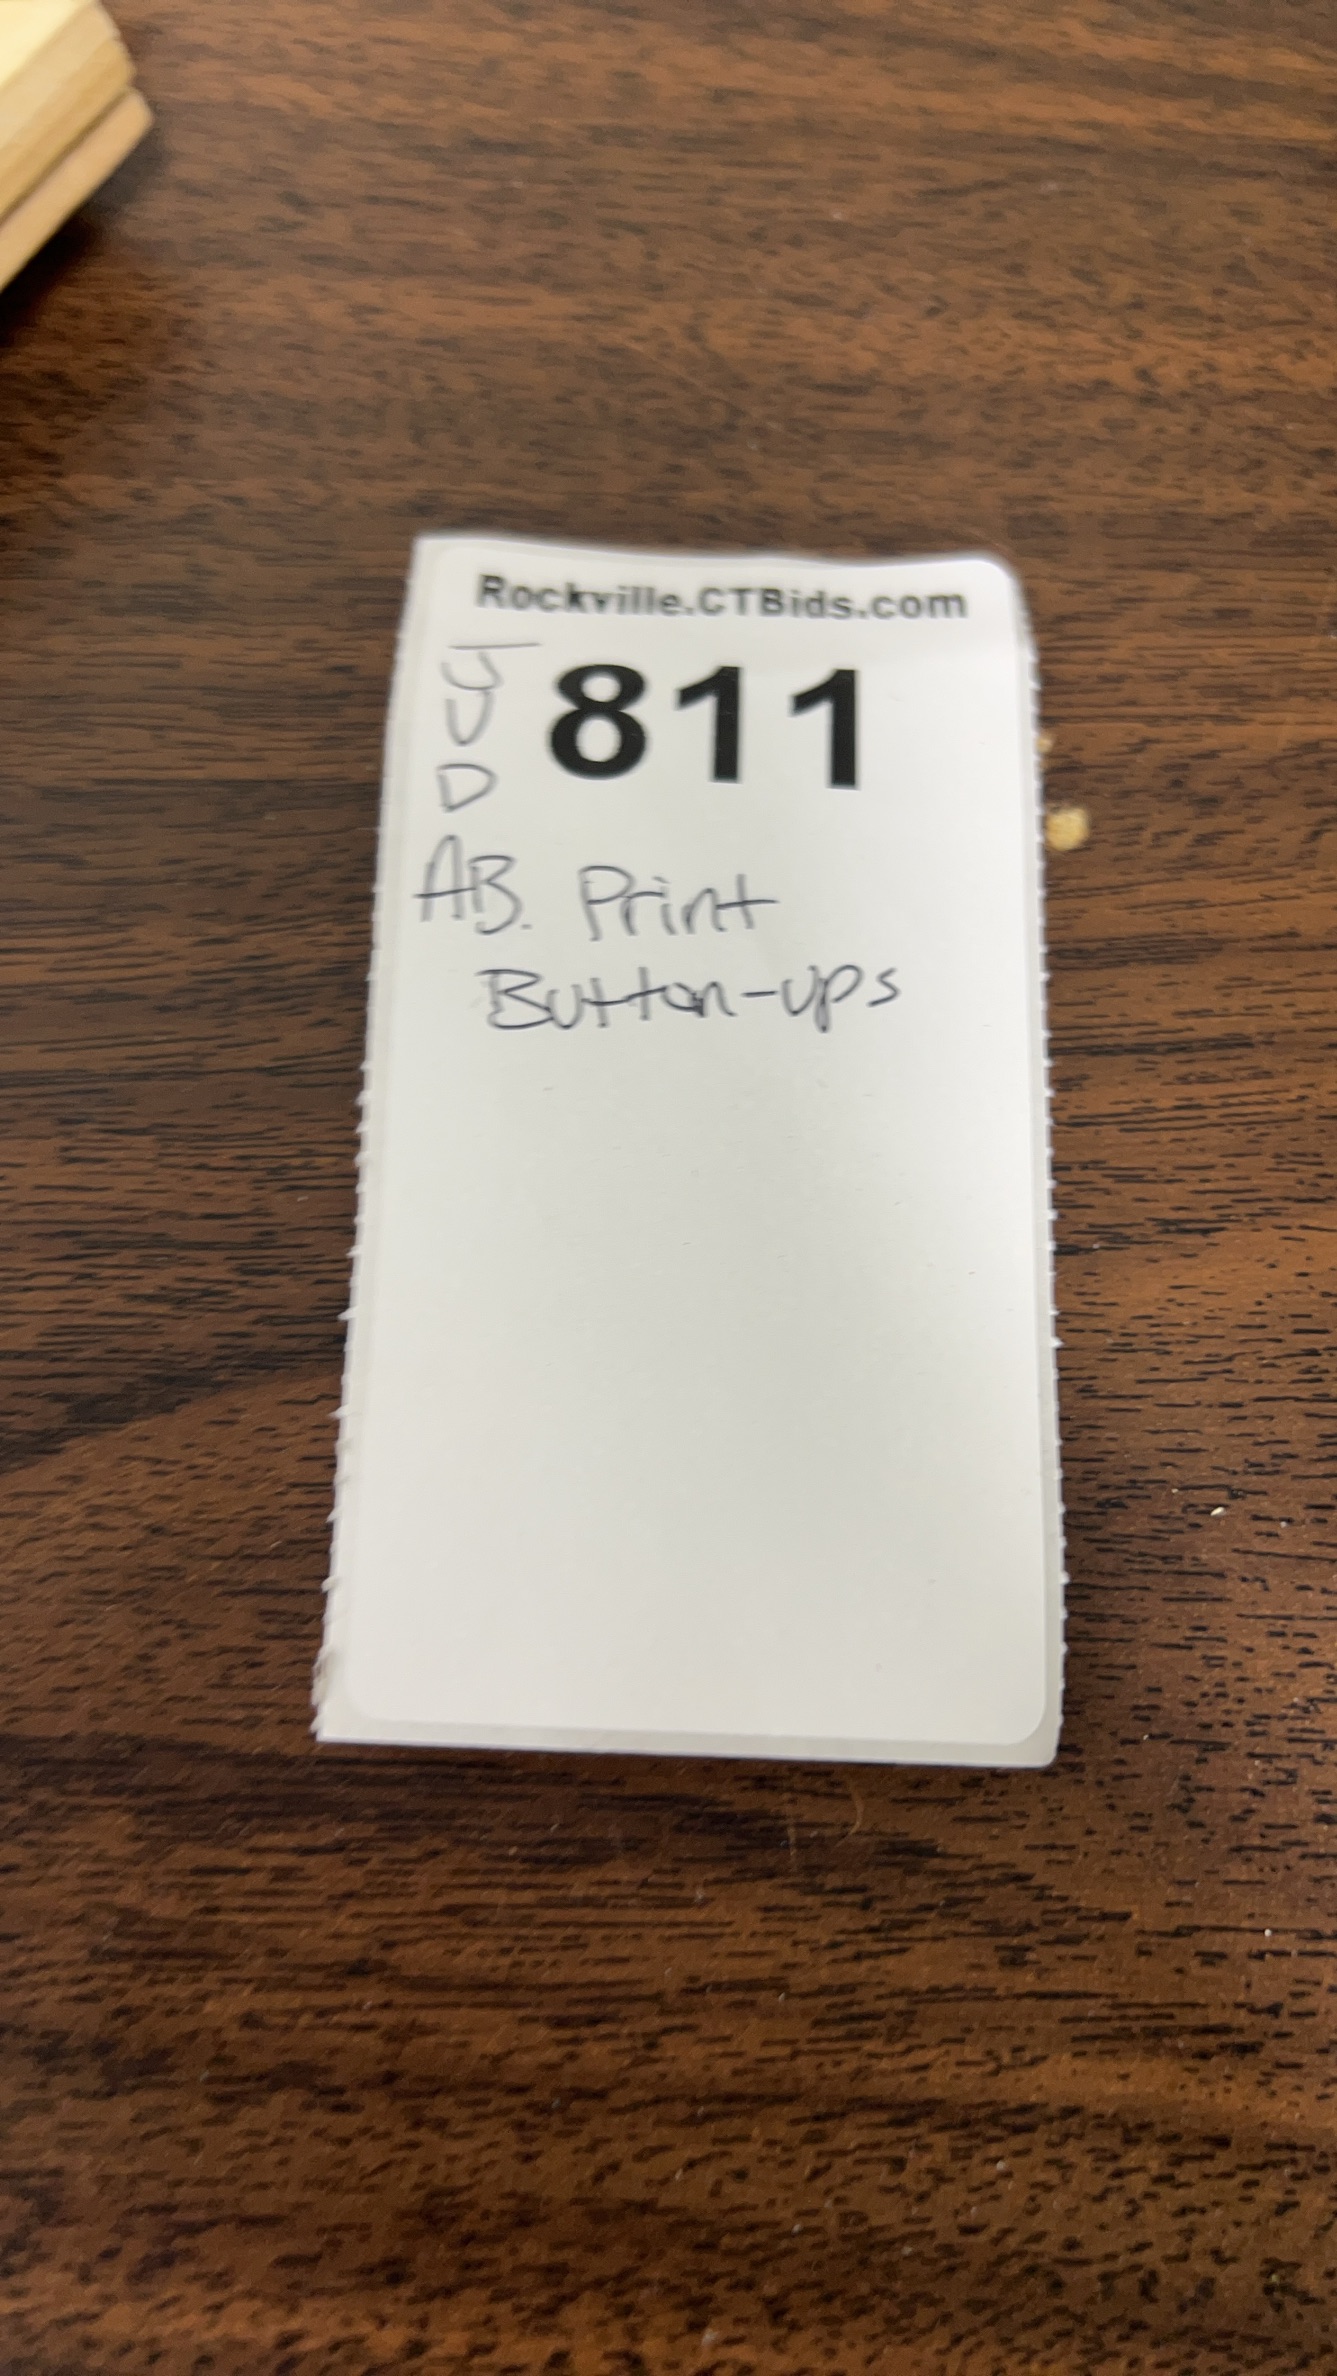 Rockville.CTBids.com
811
J
U
D
AB. Print
Button-ups